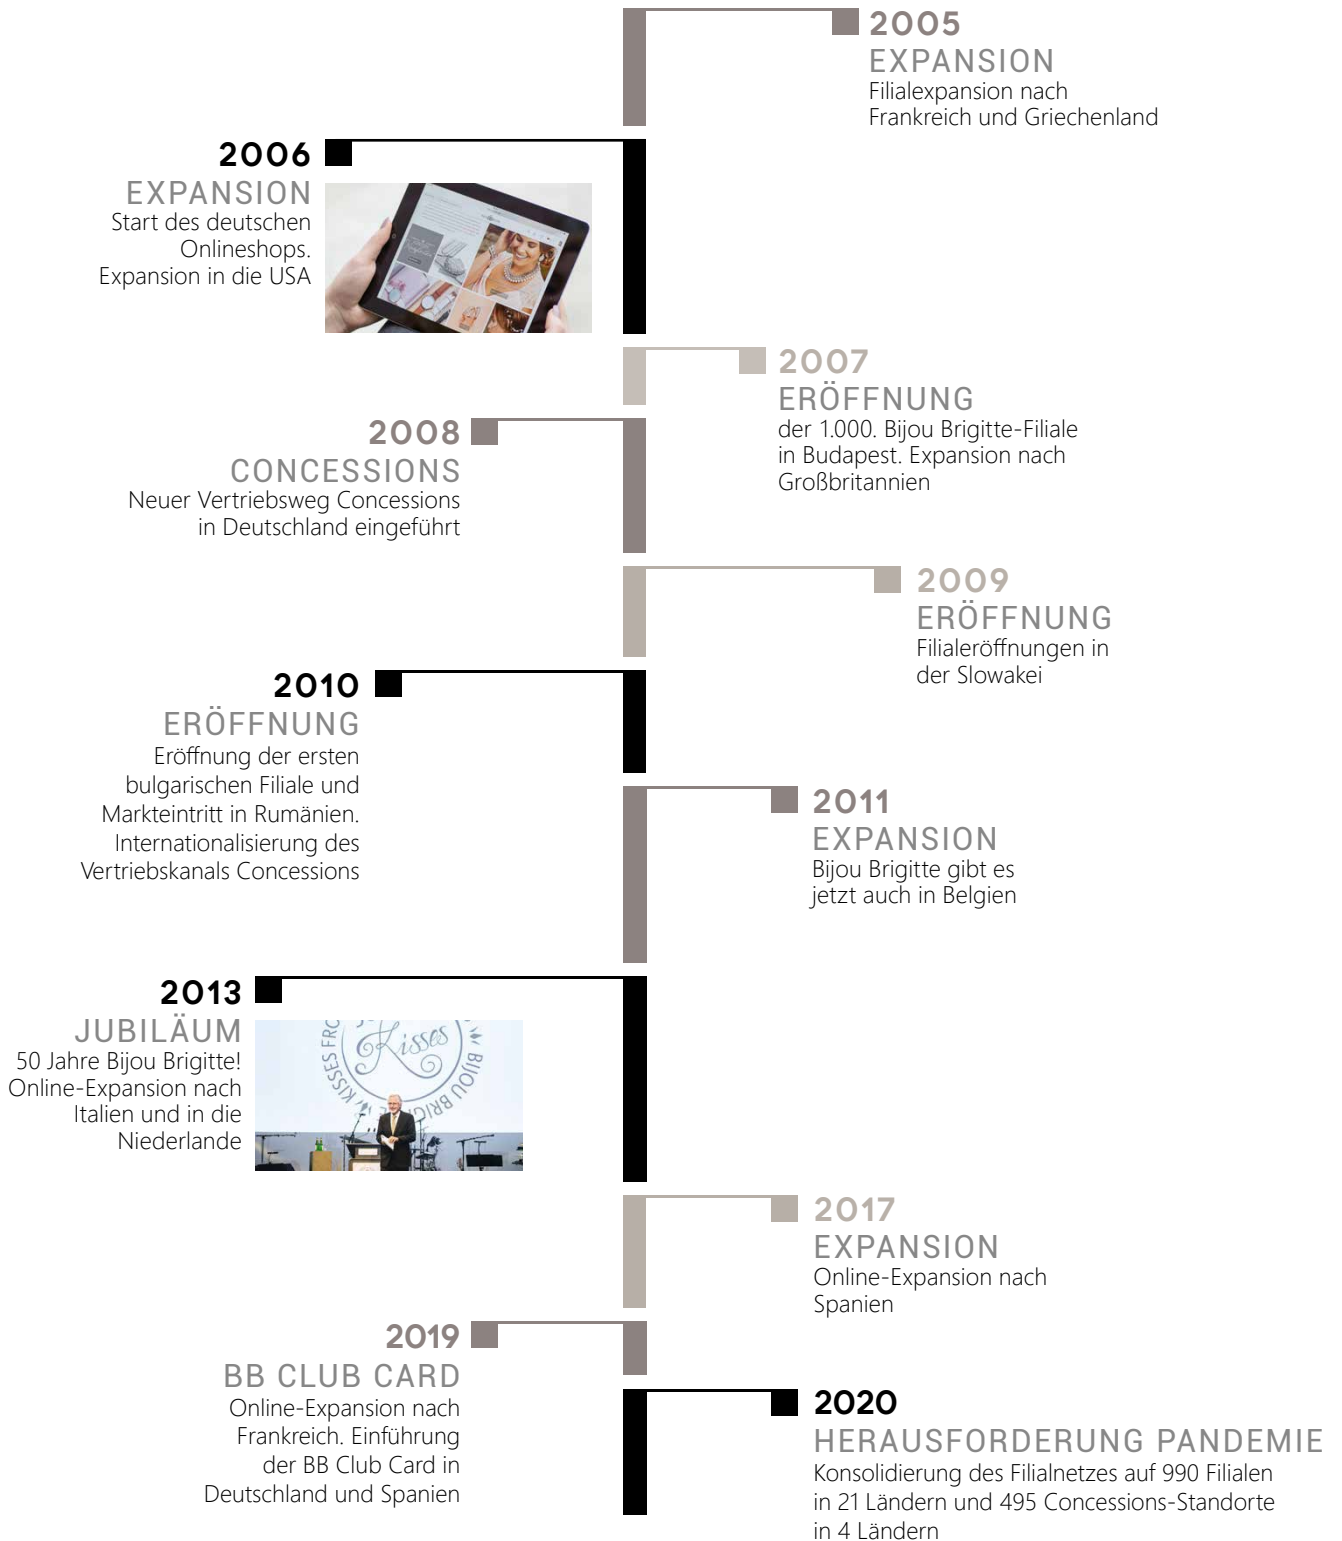 2005
EXPANSION
Filialexpansion nach
Frankreich und Griechenland
2006
EXPANSION
Start des deutschen
Onlineshops.
Expansion in die USA
2007
ERÖFFNUNG
der 1.000. Bijou Brigitte-Filiale
in Budapest. Expansion nach
Großbritannien
2008
CONCESSIONS
Neuer Vertriebsweg Concessions
in Deutschland eingeführt
2009
ERÖFFNUNG
Filialeröffnungen in
der Slowakei
2010
ERÖFFNUNG
Eröffnung der ersten
bulgarischen Filiale und
Markteintritt in Rumänien.
Internationalisierung des
Vertriebskanals Concessions
2011
EXPANSION
Bijou Brigitte gibt es
jetzt auch in Belgien
2013
JUBILÄUM
50 Jahre Bijou Brigitte!
Online-Expansion nach
Italien und in die
Niederlande
Kisses
KISSES FRO
BIJOU BRIG
2017
EXPANSION
Online-Expansion nach
Spanien
2019
BB CLUB CARD
Online-Expansion nach
Frankreich. Einführung
der BB Club Card in
Deutschland und Spanien
2020
HERAUSFORDERUNG PANDEMIE
Konsolidierung des Filialnetzes auf 990 Filialen
in 21 Ländern und 495 Concessions-Standorte
in 4 Ländern